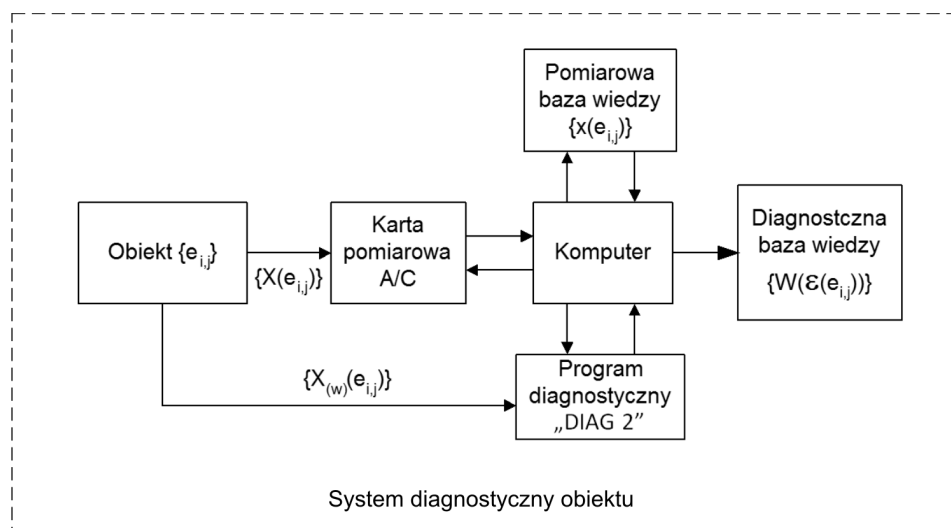 Pomiarowa
baza wiedzy
{x(e_{i,j})}
Obiekt {e_{i,j}}
{X(e_{i,j})}
Karta
pomiarowa
A/C
Komputer
Diagnostczna
baza wiedzy
{W(ε(e_{i,j}))}
{X_{(w)}(e_{i,j})}
Program
diagnostyczny
„DIAG 2”
System diagnostyczny obiektu